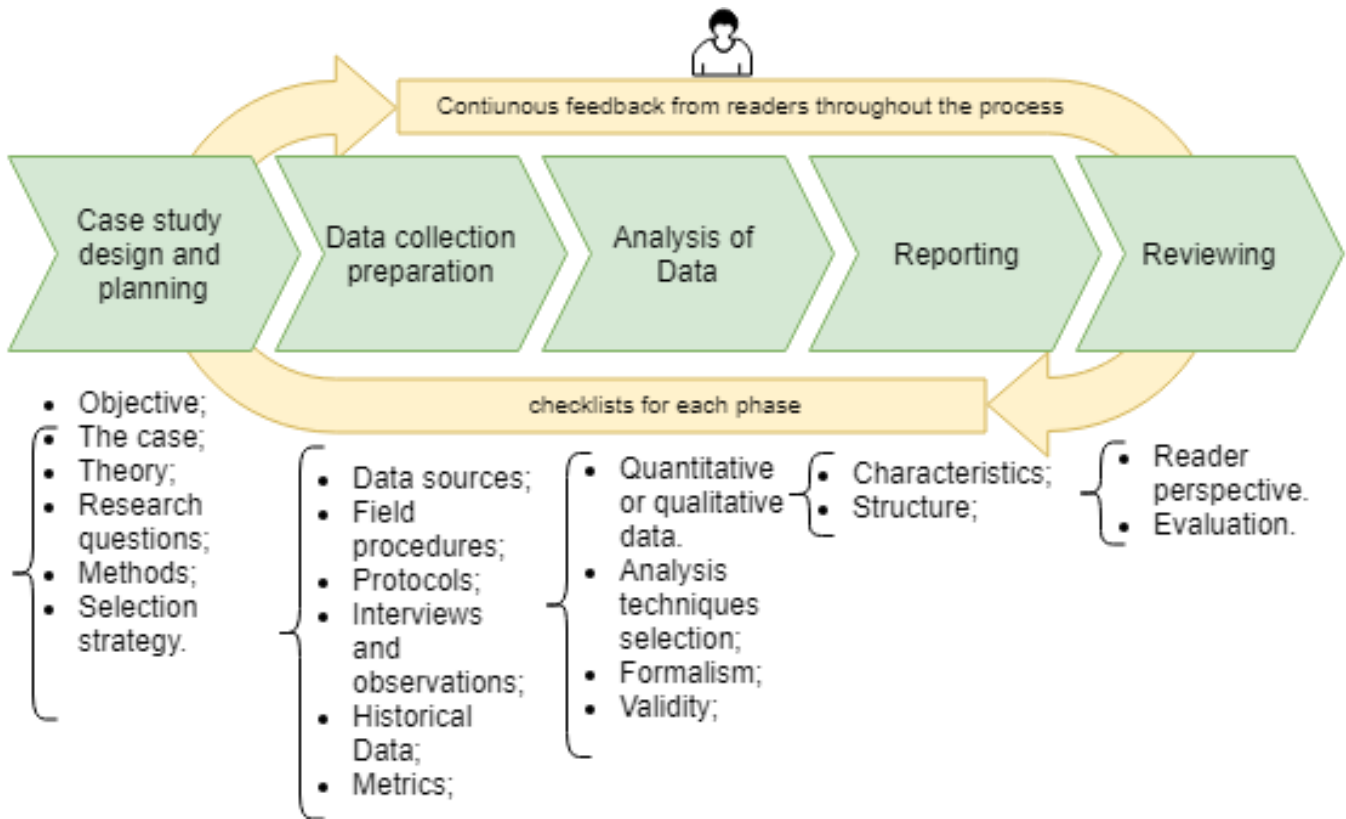 Contiunous feedback from readers throughout the process
Case study
design and
planning
Data collection
preparation
Analysis of
Data
Reporting
Reviewing
checklists for each phase
• Objective;
• The case;
• Theory;
• Research
questions;
• Methods;
• Selection
strategy.
• Data sources;
• Field
procedures;
• Protocols;
• Interviews
and
observations;
• Historical
Data;
• Metrics;
• Quantitative
or qualitative
data.
• Analysis
techniques
selection;
• Formalism;
• Validity;
• Characteristics;
• Structure;
• Reader
perspective.
• Evaluation.